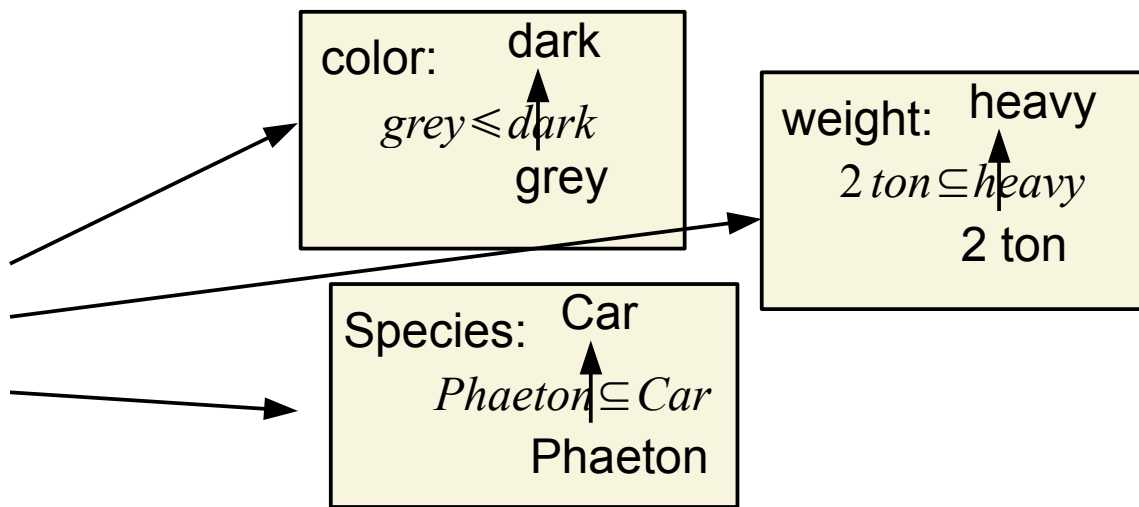 color: dark
grey⩽dark
grey
weight: heavy
2 ton⊆heavy
2 ton
Species: Car
Phaeton⊆Car
Phaeton